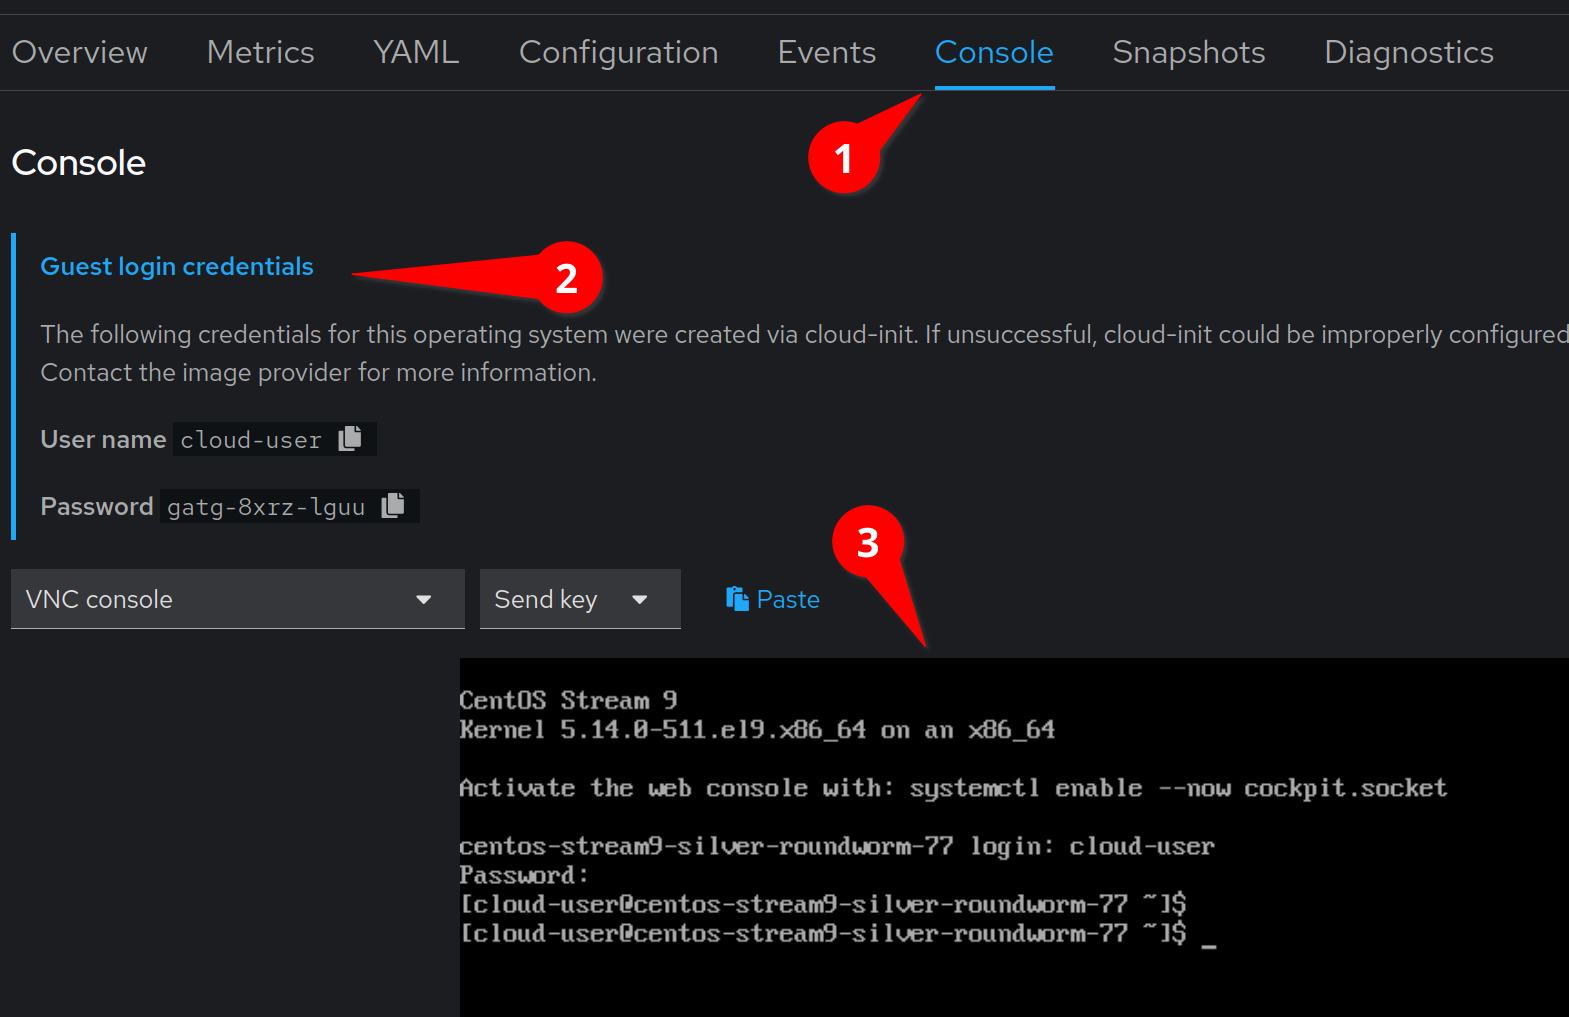 Overview Metrics YAML Configuration Events Console Snapshots Diagnostics
1
Console
Guest login credentials
2
The following credentials for this operating system were created via cloud-init. If unsuccessful, cloud-init could be improperly configured
Contact the image provider for more information.
User name cloud-user
Password gatg-8xrz-lguu
3
VNC console Send key Paste
CentOS Stream 9
Kernel 5.14.0-511.el9.x86_64 on an x86_64
Activate the web console with: systemctl enable --now cockpit.socket
centos-stream9-silver-roundworm-77 login: cloud-user
Password:
[cloud-user@centos-stream9-silver-roundworm-77 ~]$
[cloud-user@centos-stream9-silver-roundworm-77 ~]$ _